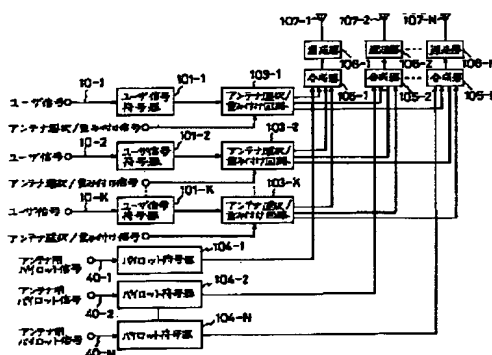 107-1 107-2 107-N
106-1 106-2 106-N
送信器 送信器 送信器
合成器 合成器 合成器
105-1 105-2 105-N
10-1 101-1 103-1
ユーザ信号 ユーザ信号符号器 アンテナ選択/重み付け回路
アンテナ選択/重み付け信号
10-2 101-2 103-2
ユーザ信号 ユーザ信号符号器 アンテナ選択/重み付け回路
アンテナ選択/重み付け信号
10-K 101-K 103-K
ユーザ信号 ユーザ信号符号器 アンテナ選択/重み付け回路
アンテナ選択/重み付け信号
104-1
アンテナ用パイロット信号 パイロット符号器
40-1
104-2
アンテナ用パイロット信号 パイロット符号器
40-2
104-N
アンテナ用パイロット信号 パイロット符号器
40-N